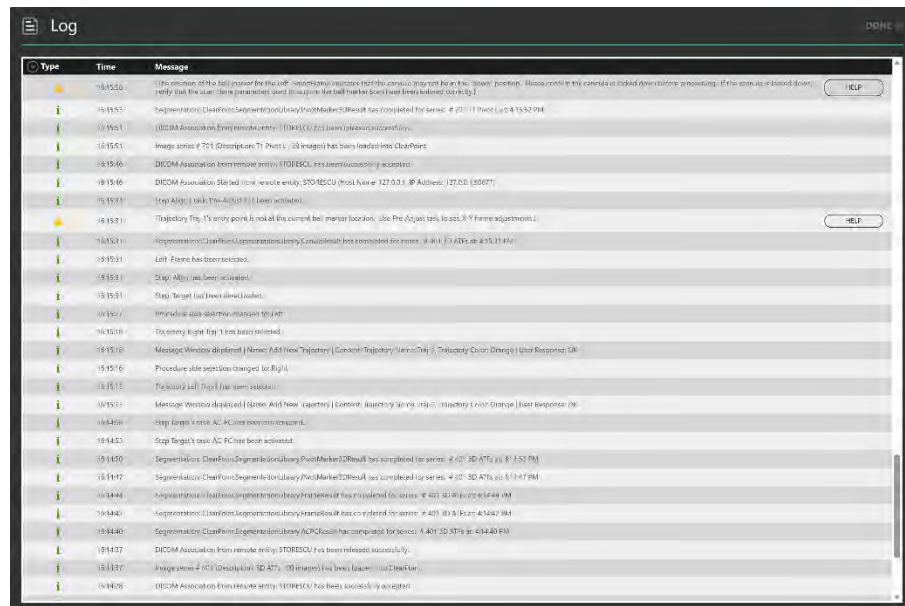 Log
DONE
Type Time Message
16:15:53 The position of the ball marker for the Left SmartFrame indicates that the cannula may not be in the "down" position. Please confirm the cannula is locked down before proceeding. If the cannula is locked down,
verify that the scan plane parameters used to acquire the ball marker have been entered correctly.]
HELP
16:15:53 Segmentation: ClearPoint.SegmentationLibrary.PivotMarker3DResult has completed for series: # 701 T1 Pivot L at 4:15:52 PM
16:15:51 DICOM Association from remote entity: STORESCU has been released successfully.
16:15:51 Image series # 701 (Description: T1 Pivot L, 39 images) has been loaded into ClearPoint.
16:15:46 DICOM Association from remote entity: STORESCU has been successfully accepted.
16:15:46 DICOM Association Started from remote entity: STORESCU (Host Name: 127.0.0.1, IP Address: 127.0.0.1:50677)
16:15:31 Step Align's task: Pre-Adjust has been activated.
16:15:31 Trajectory Traj 1's entry point is not at the current ball marker location. Use Pre-Adjust task to set X-Y frame adjustments.]
HELP
16:15:31 Segmentation: ClearPoint.SegmentationLibrary.CannulaResult has completed for series: # 401 3D ATFs at 4:15:31 PM
16:15:31 Left Frame has been selected.
16:15:31 Step: Align has been activated.
16:15:31 Step: Target has been deactivated.
16:15:27 Procedure side selection changed to: Left
16:15:18 Trajectory Right Traj 1 has been selected.
16:15:18 Message Window displayed | Name: Add New Trajectory | Content: Trajectory Name: Traj 1, Trajectory Color: Orange | User Response: OK
16:15:16 Procedure side selection changed to: Right
16:15:13 Trajectory Left Traj 1 has been selected.
16:15:13 Message Window displayed | Name: Add New Trajectory | Content: Trajectory Name: Traj 1, Trajectory Color: Orange | User Response: OK
16:14:58 Step Target's task: AC-PC has been deactivated.
16:14:53 Step Target's task: AC-PC has been activated.
16:14:50 Segmentation: ClearPoint.SegmentationLibrary.PivotMarker3DResult has completed for series: # 401 3D ATFs at 4:14:50 PM
16:14:47 Segmentation: ClearPoint.SegmentationLibrary.PivotMarker3DResult has completed for series: # 401 3D ATFs at 4:14:47 PM
16:14:44 Segmentation: ClearPoint.SegmentationLibrary.FrameResult has completed for series: # 401 3D ATFs at 4:14:44 PM
16:14:42 Segmentation: ClearPoint.SegmentationLibrary.FrameResult has completed for series: # 401 3D ATFs at 4:14:42 PM
16:14:40 Segmentation: ClearPoint.SegmentationLibrary.ACPCResult has completed for series: # 401 3D ATFs at 4:14:40 PM
16:14:37 DICOM Association from remote entity: STORESCU has been released successfully.
16:14:37 Image series # 401 (Description: 3D ATFs, 100 images) has been loaded into ClearPoint.
16:14:28 DICOM Association from remote entity: STORESCU has been successfully accepted.